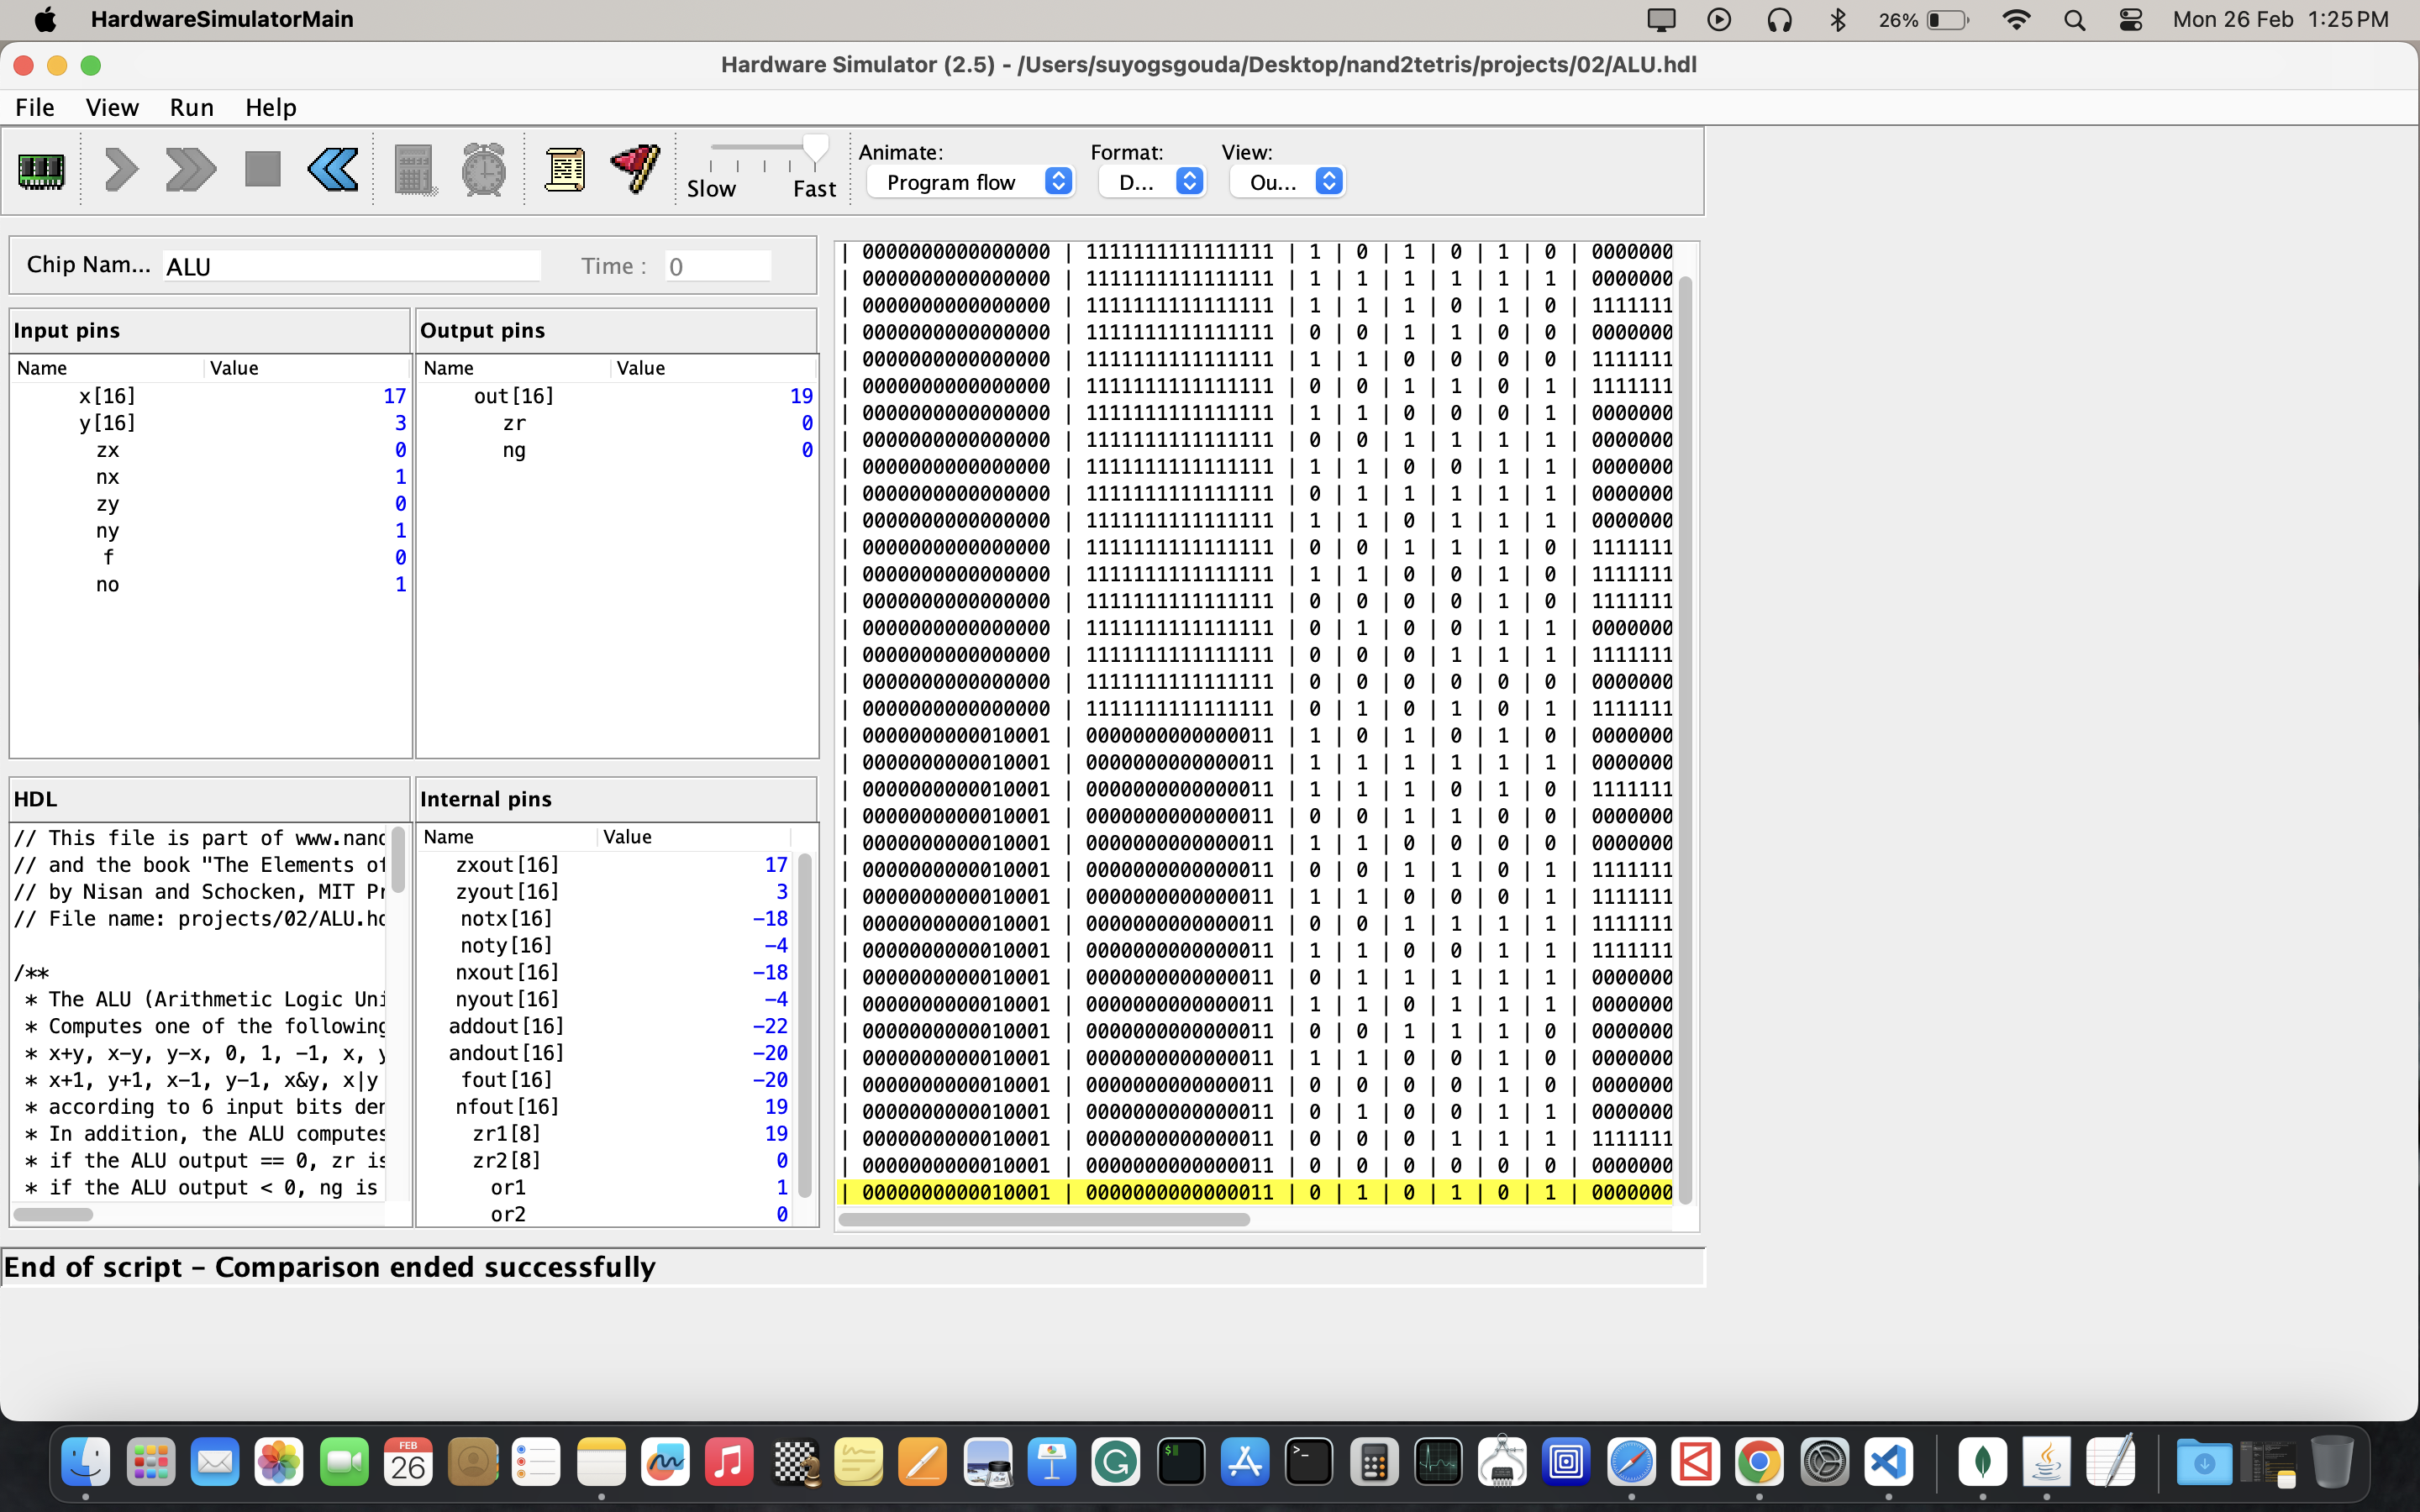 HardwareSimulatorMain 26% Mon 26 Feb 1:25 PM
Hardware Simulator (2.5) - /Users/suyogsgouda/Desktop/nand2tetris/projects/02/ALU.hdl
File View Run Help
Slow Fast
Animate: Format: View:
Program flow D... Ou...
Chip Nam... ALU Time : 0
Input pins
Name Value
x[16] 17
y[16] 3
zx 0
nx 1
zy 0
ny 1
f 0
no 1
Output pins
Name Value
out[16] 19
zr 0
ng 0
HDL
// This file is part of www.nand
// and the book "The Elements of
// by Nisan and Schocken, MIT Pr
// File name: projects/02/ALU.hd
/**
* The ALU (Arithmetic Logic Uni
* Computes one of the following
* x+y, x-y, y-x, 0, 1, -1, x, y
* x+1, y+1, x-1, y-1, x&y, x|y
* according to 6 input bits den
* In addition, the ALU computes
* if the ALU output == 0, zr is
* if the ALU output < 0, ng is
Internal pins
Name Value
zxout[16] 17
zyout[16] 3
notx[16] -18
noty[16] -4
nxout[16] -18
nyout[16] -4
addout[16] -22
andout[16] -20
fout[16] -20
nfout[16] 19
zr1[8] 19
zr2[8] 0
or1 1
or2 0
| 0000000000000000 | 1111111111111111 | 1 | 0 | 1 | 0 | 1 | 0 | 0000000
| 0000000000000000 | 1111111111111111 | 1 | 1 | 1 | 1 | 1 | 1 | 0000000
| 0000000000000000 | 1111111111111111 | 1 | 1 | 1 | 0 | 1 | 0 | 1111111
| 0000000000000000 | 1111111111111111 | 0 | 0 | 1 | 1 | 0 | 0 | 0000000
| 0000000000000000 | 1111111111111111 | 1 | 1 | 0 | 0 | 0 | 0 | 1111111
| 0000000000000000 | 1111111111111111 | 0 | 0 | 1 | 1 | 0 | 1 | 1111111
| 0000000000000000 | 1111111111111111 | 1 | 1 | 0 | 0 | 0 | 1 | 0000000
| 0000000000000000 | 1111111111111111 | 0 | 0 | 1 | 1 | 1 | 1 | 0000000
| 0000000000000000 | 1111111111111111 | 1 | 1 | 0 | 0 | 1 | 1 | 0000000
| 0000000000000000 | 1111111111111111 | 0 | 1 | 1 | 1 | 1 | 1 | 0000000
| 0000000000000000 | 1111111111111111 | 1 | 1 | 0 | 1 | 1 | 1 | 0000000
| 0000000000000000 | 1111111111111111 | 0 | 0 | 1 | 1 | 1 | 0 | 1111111
| 0000000000000000 | 1111111111111111 | 1 | 1 | 0 | 0 | 1 | 0 | 1111111
| 0000000000000000 | 1111111111111111 | 0 | 0 | 0 | 0 | 1 | 0 | 1111111
| 0000000000000000 | 1111111111111111 | 0 | 1 | 0 | 0 | 1 | 1 | 0000000
| 0000000000000000 | 1111111111111111 | 0 | 0 | 0 | 1 | 1 | 1 | 1111111
| 0000000000000000 | 1111111111111111 | 0 | 0 | 0 | 0 | 0 | 0 | 0000000
| 0000000000000000 | 1111111111111111 | 0 | 1 | 0 | 1 | 0 | 1 | 1111111
| 0000000000010001 | 0000000000000011 | 1 | 0 | 1 | 0 | 1 | 0 | 0000000
| 0000000000010001 | 0000000000000011 | 1 | 1 | 1 | 1 | 1 | 1 | 0000000
| 0000000000010001 | 0000000000000011 | 1 | 1 | 1 | 0 | 1 | 0 | 1111111
| 0000000000010001 | 0000000000000011 | 0 | 0 | 1 | 1 | 0 | 0 | 0000000
| 0000000000010001 | 0000000000000011 | 1 | 1 | 0 | 0 | 0 | 0 | 0000000
| 0000000000010001 | 0000000000000011 | 0 | 0 | 1 | 1 | 0 | 1 | 1111111
| 0000000000010001 | 0000000000000011 | 1 | 1 | 0 | 0 | 0 | 1 | 1111111
| 0000000000010001 | 0000000000000011 | 0 | 0 | 1 | 1 | 1 | 1 | 1111111
| 0000000000010001 | 0000000000000011 | 1 | 1 | 0 | 0 | 1 | 1 | 1111111
| 0000000000010001 | 0000000000000011 | 0 | 1 | 1 | 1 | 1 | 1 | 0000000
| 0000000000010001 | 0000000000000011 | 1 | 1 | 0 | 1 | 1 | 1 | 0000000
| 0000000000010001 | 0000000000000011 | 0 | 0 | 1 | 1 | 1 | 0 | 0000000
| 0000000000010001 | 0000000000000011 | 1 | 1 | 0 | 0 | 1 | 0 | 0000000
| 0000000000010001 | 0000000000000011 | 0 | 0 | 0 | 0 | 1 | 0 | 0000000
| 0000000000010001 | 0000000000000011 | 0 | 1 | 0 | 0 | 1 | 1 | 0000000
| 0000000000010001 | 0000000000000011 | 0 | 0 | 0 | 1 | 1 | 1 | 1111111
| 0000000000010001 | 0000000000000011 | 0 | 0 | 0 | 0 | 0 | 0 | 0000000
| 0000000000010001 | 0000000000000011 | 0 | 1 | 0 | 1 | 0 | 1 | 0000000
End of script - Comparison ended successfully
FEB
26